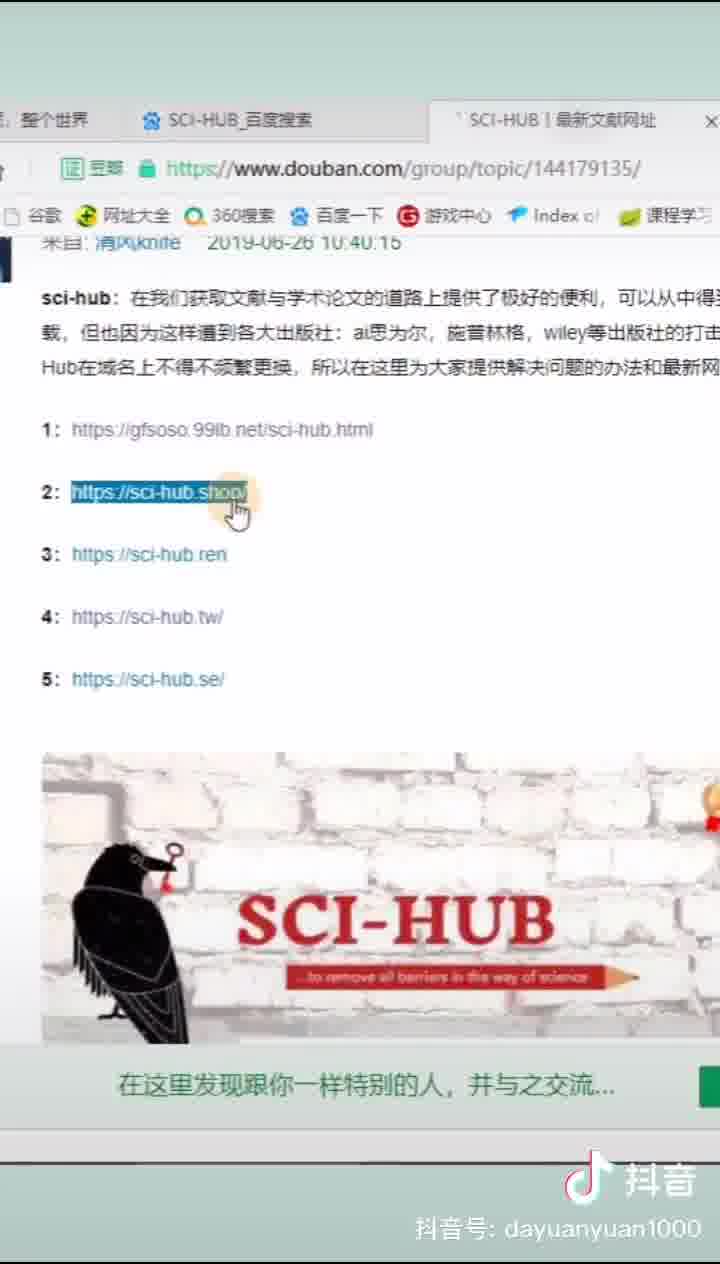 整个世界
SCI-HUB_百度搜索
SCI-HUB | 最新文献网址
证 豆瓣 https://www.douban.com/group/topic/144179135/
谷歌 网址大全 360搜索 百度一下 游戏中心 Index 课程学习
来自: 清风knife 2019-06-26 10:40:15
sci-hub：在我们获取文献与学术论文的道路上提供了极好的便利，可以从中得到
载，但也因为这样遭到各大出版社：ai思为尔，施普林格，wiley等出版社的打击
Hub在域名上不得不频繁更换，所以在这里为大家提供解决问题的办法和最新网
1：https://gfsoso.99lb.net/sci-hub.html
2：https://sci-hub.shop/
3：https://sci-hub.ren
4：https://sci-hub.tw/
5：https://sci-hub.se/
SCI-HUB
...to remove all barriers in the way of science
在这里发现跟你一样特别的人，并与之交流...
抖音
抖音号: dayuanyuan1000